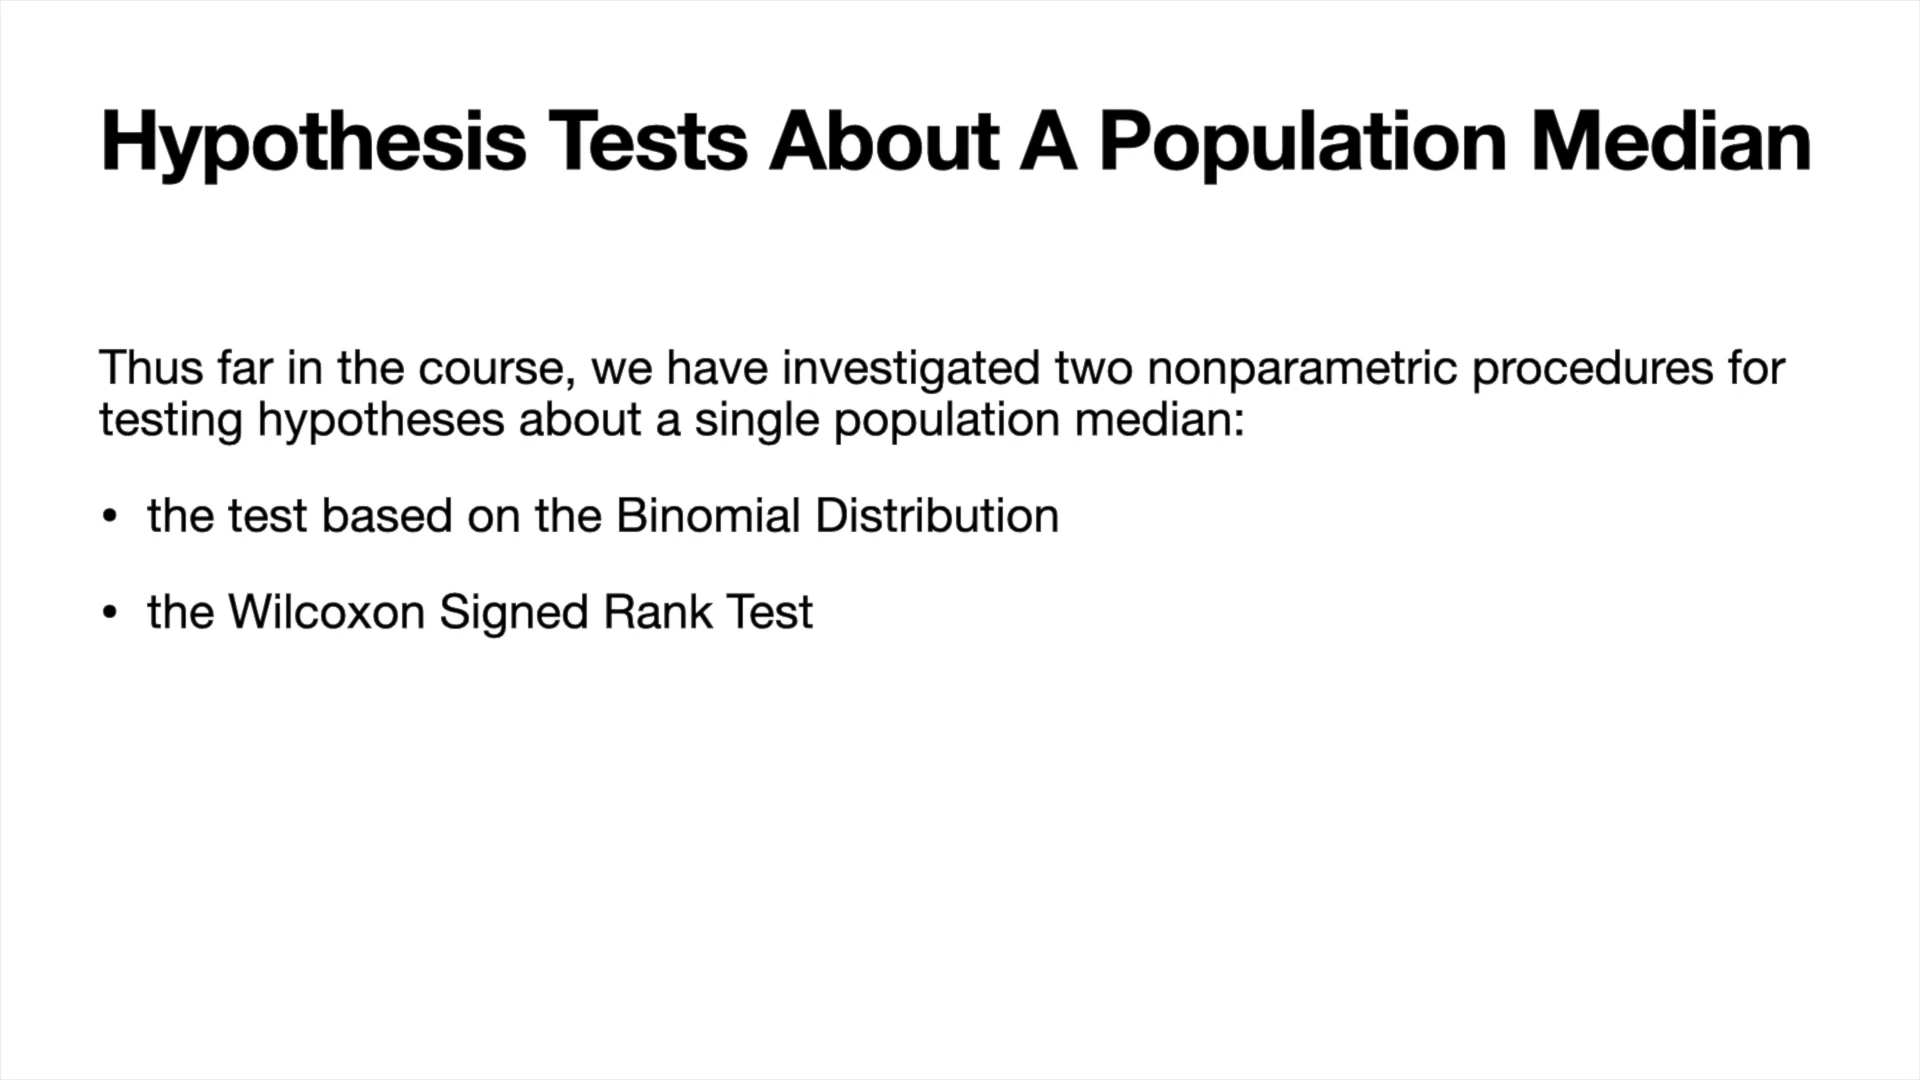 Hypothesis Tests About A Population Median
Thus far in the course, we have investigated two nonparametric procedures for
testing hypotheses about a single population median:
• the test based on the Binomial Distribution
• the Wilcoxon Signed Rank Test